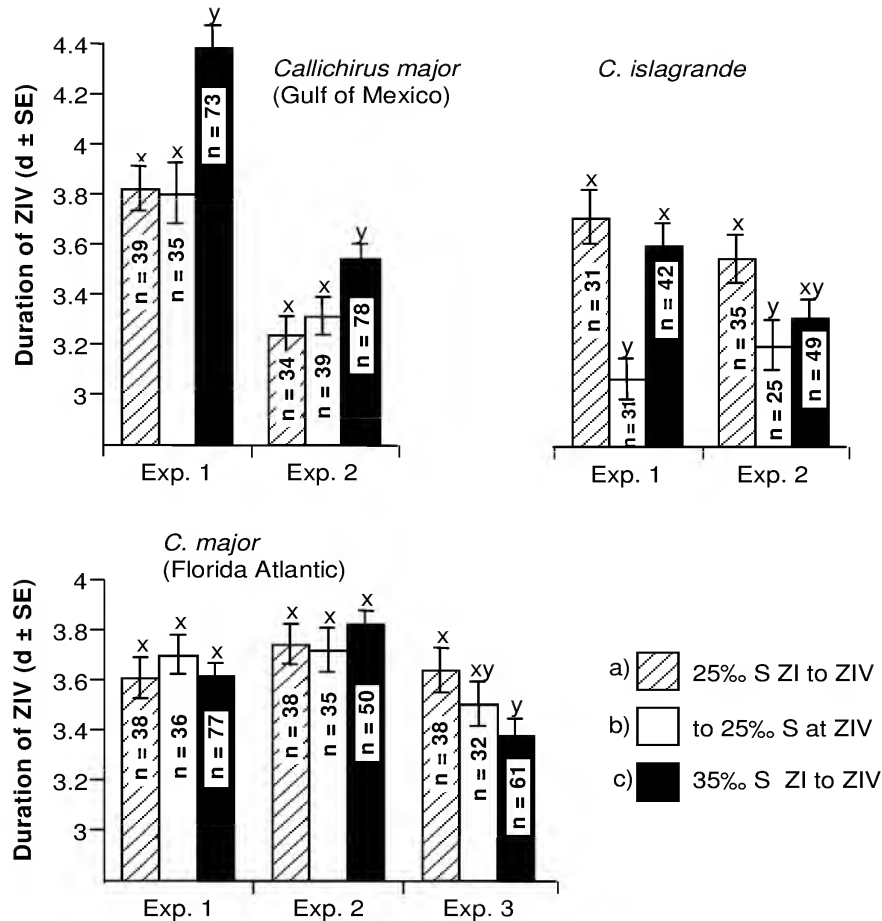 Duration of ZIV (d ± SE)
4.4
4.2
4
3.8
3.6
3.4
3.2
3
Callichirus major
(Gulf of Mexico)
x
x
y
n = 39
n = 35
n = 73
x
x
y
n = 34
n = 39
n = 78
Exp. 1
Exp. 2
C. islagrande
x
y
x
n = 31
n = 31
n = 42
x
y
xy
n = 35
n = 25
n = 49
Exp. 1
Exp. 2
Duration of ZIV (d ± SE)
4
3.8
3.6
3.4
3.2
3
C. major
(Florida Atlantic)
x
x
x
n = 38
n = 36
n = 77
x
x
x
n = 38
n = 35
n = 50
x
xy
y
n = 38
n = 32
n = 61
Exp. 1
Exp. 2
Exp. 3
a) 25‰ S ZI to ZIV
b) to 25‰ S at ZIV
c) 35‰ S ZI to ZIV